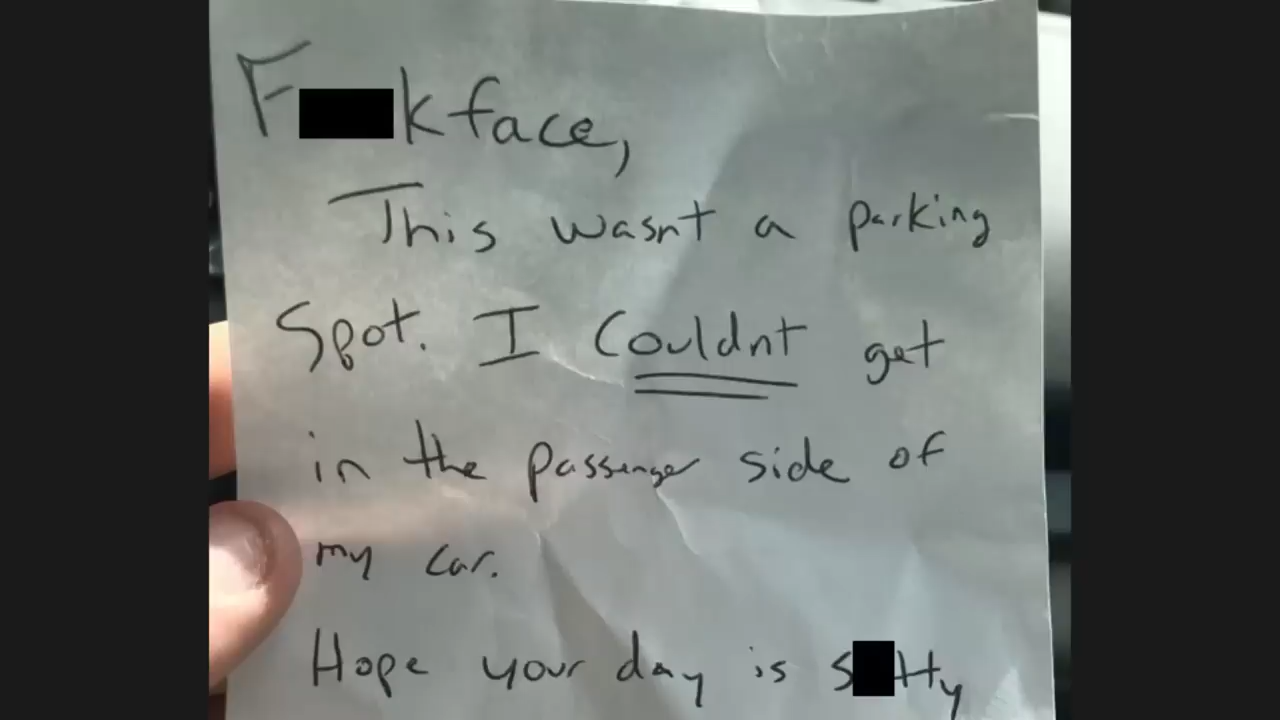 F█kface,
This wasnt a parking
Spot. I Couldnt get
in the passenger side of
my car.
Hope your day is s█tty